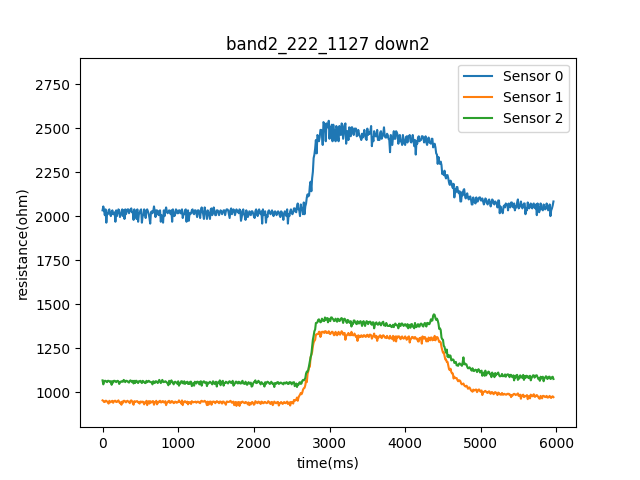 band2_222_1127 down2
Sensor 0
Sensor 1
Sensor 2
resistance(ohm)
2750
2500
2250
2000
1750
1500
1250
1000
0 1000 2000 3000 4000 5000 6000
time(ms)